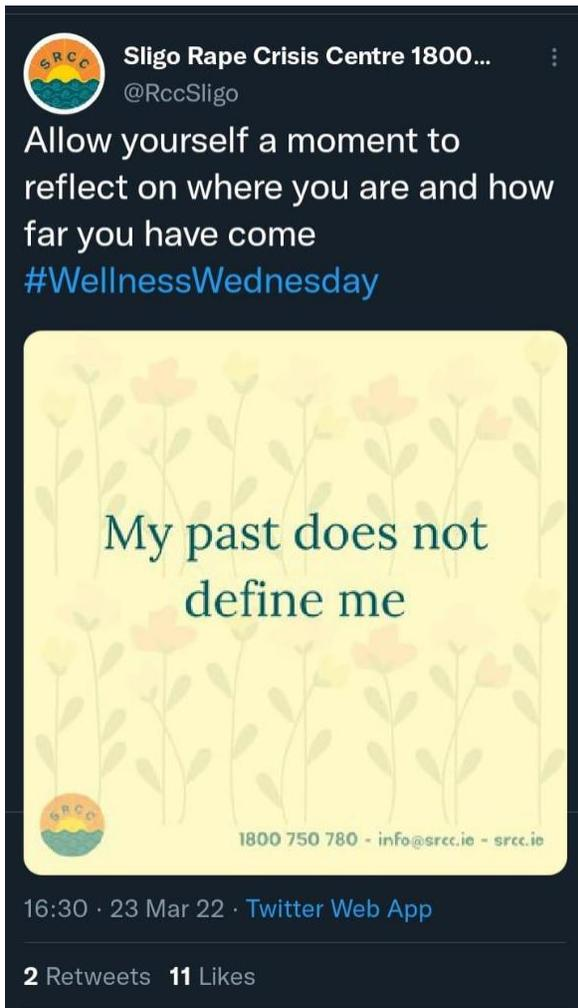 SRCC
Sligo Rape Crisis Centre 1800...
@RccSligo
Allow yourself a moment to
reflect on where you are and how
far you have come
#WellnessWednesday
My past does not
define me
SRCC
1800 750 780 - info@srcc.ie - srcc.ie
16:30 · 23 Mar 22 · Twitter Web App
2 Retweets 11 Likes